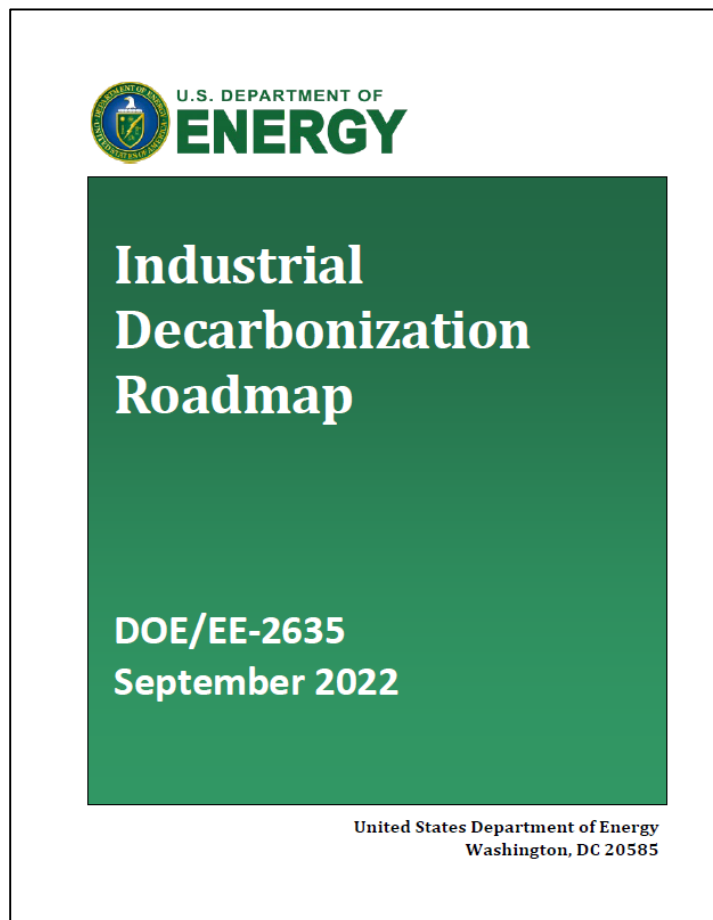 U.S. DEPARTMENT OF
ENERGY
Industrial
Decarbonization
Roadmap
DOE/EE-2635
September 2022
United States Department of Energy
Washington, DC 20585